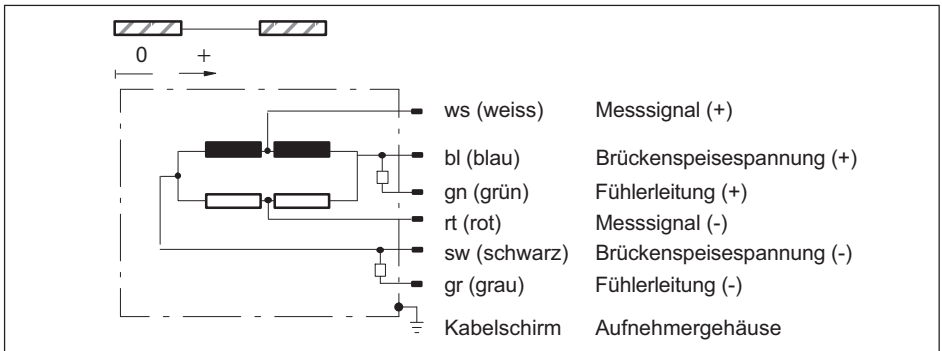 0 +
ws (weiss) Messsignal (+)
bl (blau) Brückenspeisespannung (+)
gn (grün) Fühlerleitung (+)
rt (rot) Messsignal (-)
sw (schwarz) Brückenspeisespannung (-)
gr (grau) Fühlerleitung (-)
Kabelschirm Aufnehmergehäuse